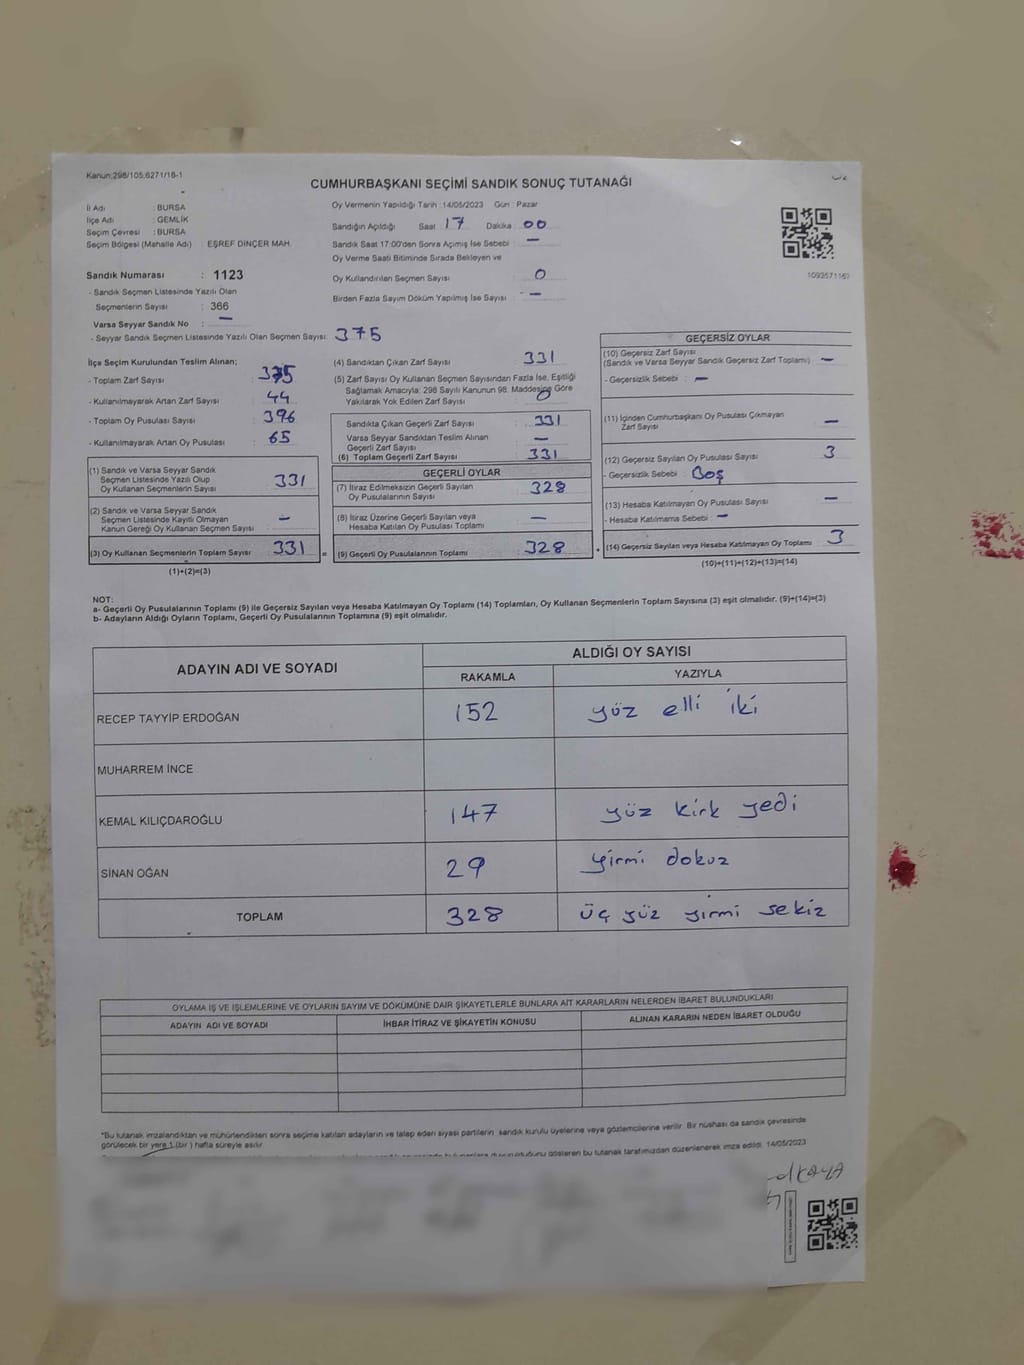 Kanun:298/105,6271/16-1
CUMHURBAŞKANI SEÇİMİ SANDIK SONUÇ TUTANAĞI
İl Adı : BURSA
İlçe Adı : GEMLİK
Seçim Çevresi : BURSA
Seçim Bölgesi (Mahalle Adı) : EŞREF DİNÇER MAH.
Sandık Numarası : 1123
- Sandık Seçmen Listesinde Yazılı Olan
Seçmenlerin Sayısı : 366
Varsa Seyyar Sandık No : –
- Seyyar Sandık Seçmen Listesinde Yazılı Olan Seçmen Sayısı: 375
Oy Vermenin Yapıldığı Tarih :14/05/2023 Gün : Pazar
Sandığın Açıldığı Saat 17 Dakika 00
Sandık Saat 17:00'den Sonra Açımış İse Sebebi : –
Oy Verme Saati Bitiminde Sırada Bekleyen ve
Oy Kullandırılan Seçmen Sayısı : 0
Birden Fazla Sayım Döküm Yapılmış İse Sayısı : –
İlçe Seçim Kurulundan Teslim Alınan;
- Toplam Zarf Sayısı : 375
- Kullanılmayarak Artan Zarf Sayısı : 44
- Toplam Oy Pusulası Sayısı : 396
- Kullanılmayarak Artan Oy Pusulası : 65
(1) Sandık ve Varsa Seyyar Sandık
Seçmen Listesinde Yazılı Olup
Oy Kullanan Seçmenlerin Sayısı : 331
(2) Sandık ve Varsa Seyyar Sandık
Seçmen Listesinde Kayıtlı Olmayan
Kanun Gereği Oy Kullanan Seçmen Sayısı : –
(3) Oy Kullanan Seçmenlerin Toplam Sayısı : 331 =
(1)+(2)=(3)
(4) Sandıktan Çıkan Zarf Sayısı : 331
(5) Zarf Sayısı Oy Kullanan Seçmen Sayısından Fazla İse, Eşitliği
Sağlamak Amacıyla; 298 Sayılı Kanunun 98. Maddesine Göre
Yakılarak Yok Edilen Zarf Sayısı : 0
Sandıkta Çıkan Geçerli Zarf Sayısı : 331
Varsa Seyyar Sandıktan Teslim Alınan
Geçerli Zarf Sayısı : –
(6) Toplam Geçerli Zarf Sayısı : 331
GEÇERLİ OYLAR
(7) İtiraz Edilmeksizin Geçerli Sayılan
Oy Pusulalarının Sayısı : 328
(8) İtiraz Üzerine Geçerli Sayılan veya
Hesaba Katılan Oy Pusulası Toplamı : –
(9) Geçerli Oy Pusulalarının Toplamı : 328 +
GEÇERSİZ OYLAR
(10) Geçersiz Zarf Sayısı
(Sandık ve Varsa Seyyar Sandık Geçersiz Zarf Toplamı) : –
- Geçersizlik Sebebi : –
(11) İçinden Cumhurbaşkanı Oy Pusulası Çıkmayan
Zarf Sayısı : –
(12) Geçersiz Sayılan Oy Pusulası Sayısı : 3
- Geçersizlik Sebebi : Boş
(13) Hesaba Katılmayan Oy Pusulası Sayısı : –
- Hesaba Katılmama Sebebi : –
(14) Geçersiz Sayılan veya Hesaba Katılmayan Oy Toplamı : 3
(10)+(11)+(12)+(13)=(14)
NOT:
a- Geçerli Oy Pusulalarının Toplamı (9) ile Geçersiz Sayılan veya Hesaba Katılmayan Oy Toplamı (14) Toplamları, Oy Kullanan Seçmenlerin Toplam Sayısına (3) eşit olmalıdır. (9)+(14)=(3)
b- Adayların Aldığı Oyların Toplamı, Geçerli Oy Pusulalarının Toplamına (9) eşit olmalıdır.
ADAYIN ADI VE SOYADI ALDIĞI OY SAYISI
RAKAMLA YAZIYLA
RECEP TAYYİP ERDOĞAN 152 yüz elli iki
MUHARREM İNCE
KEMAL KILIÇDAROĞLU 147 yüz kirk yedi
SİNAN OĞAN 29 yirmi dokuz
TOPLAM 328 üç yüz yirmi sekiz
OYLAMA İŞ VE İŞLEMLERİNE VE OYLARIN SAYIM VE DÖKÜMÜNE DAİR ŞİKAYETLERLE BUNLARA AİT KARARLARIN NELERDEN İBARET BULUNDUKLARI
ADAYIN ADI VE SOYADI İHBAR İTİRAZ VE ŞİKAYETİN KONUSU ALINAN KARARIN NEDEN İBARET OLDUĞU
*Bu tutanak imzalandıktan ve mühürlendikten sonra seçime katılan adayların ve talep eden siyasi partilerin sandık kurulu üyelerine veya gözlemcilerine verilir. Bir nüshası da sandık çevresinde
görülecek bir yere 1 (bir) hafta süreyle asılır.
gösteren bu tutanak tarafımızdan düzenlenerek imza edildi. 14/05/2023